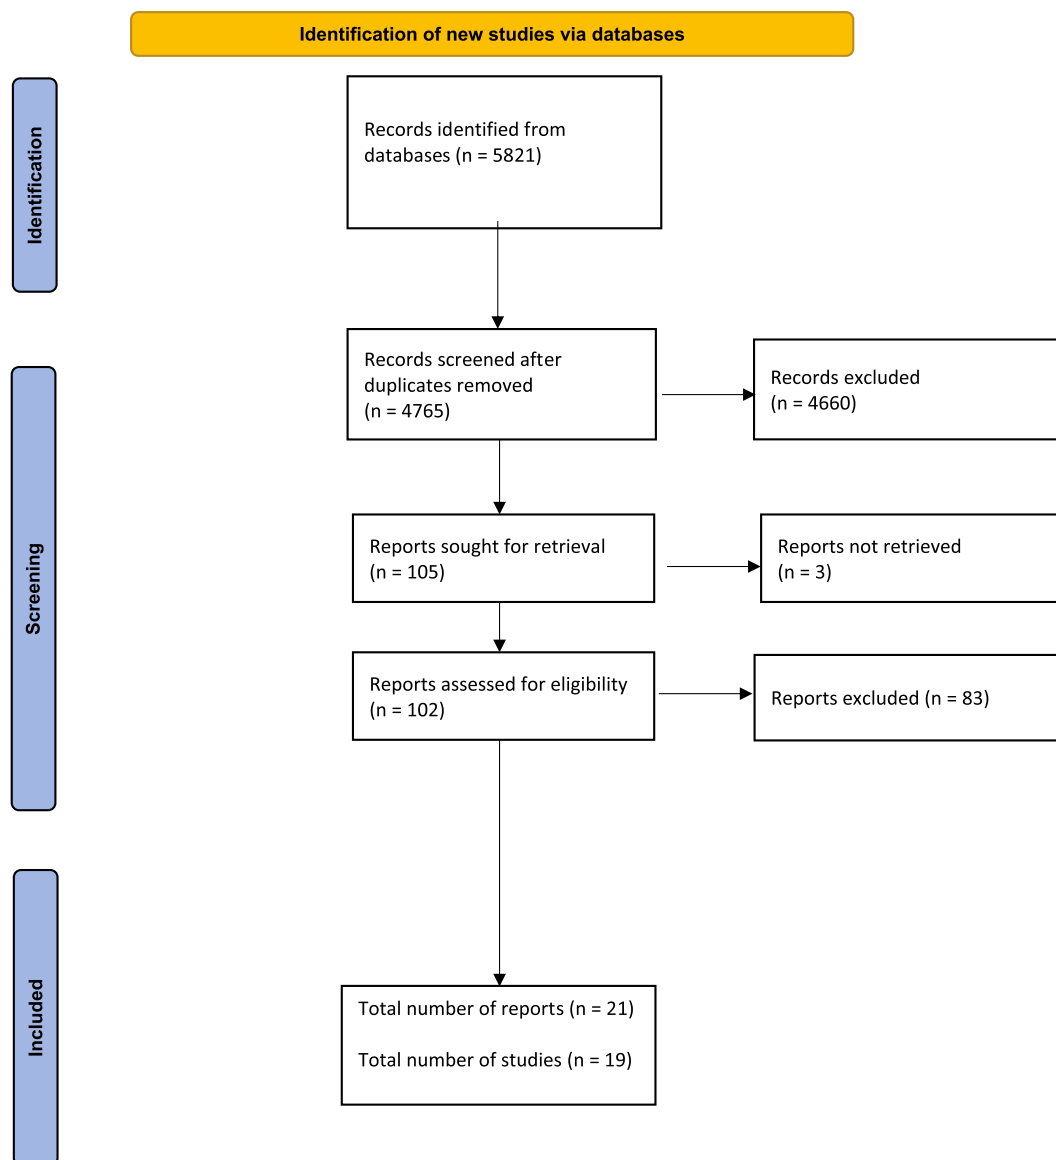 Identification of new studies via databases
Identification
Records identified from
databases (n = 5821)
Screening
Records screened after
duplicates removed
(n = 4765)
Records excluded
(n = 4660)
Reports sought for retrieval
(n = 105)
Reports not retrieved
(n = 3)
Reports assessed for eligibility
(n = 102)
Reports excluded (n = 83)
Included
Total number of reports (n = 21)
Total number of studies (n = 19)